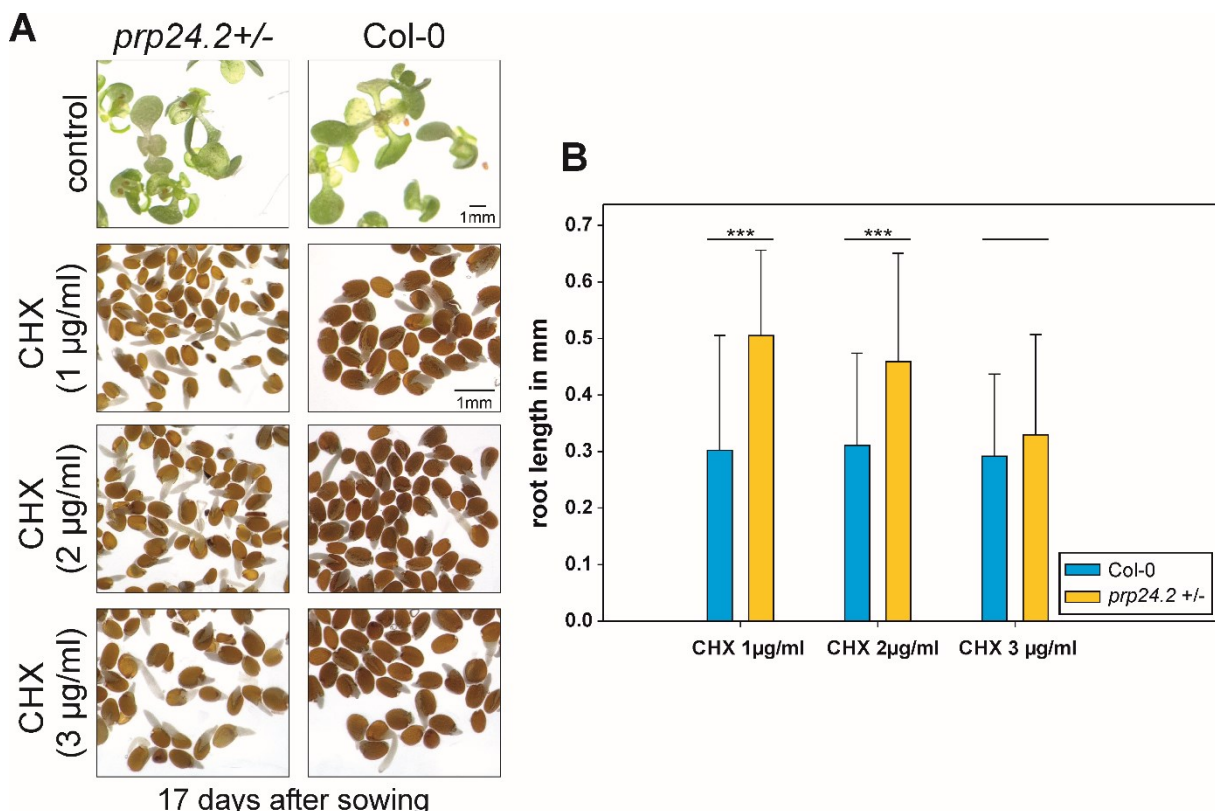 A
prp24.2+/-
Col-0
control
1mm
CHX
(1 µg/ml)
1mm
CHX
(2 µg/ml)
CHX
(3 µg/ml)
17 days after sowing
B
root length in mm
0.7
0.6
0.5
0.4
0.3
0.2
0.1
0.0
***
***
Col-0
prp24.2 +/-
CHX 1µg/ml
CHX 2µg/ml
CHX 3 µg/ml